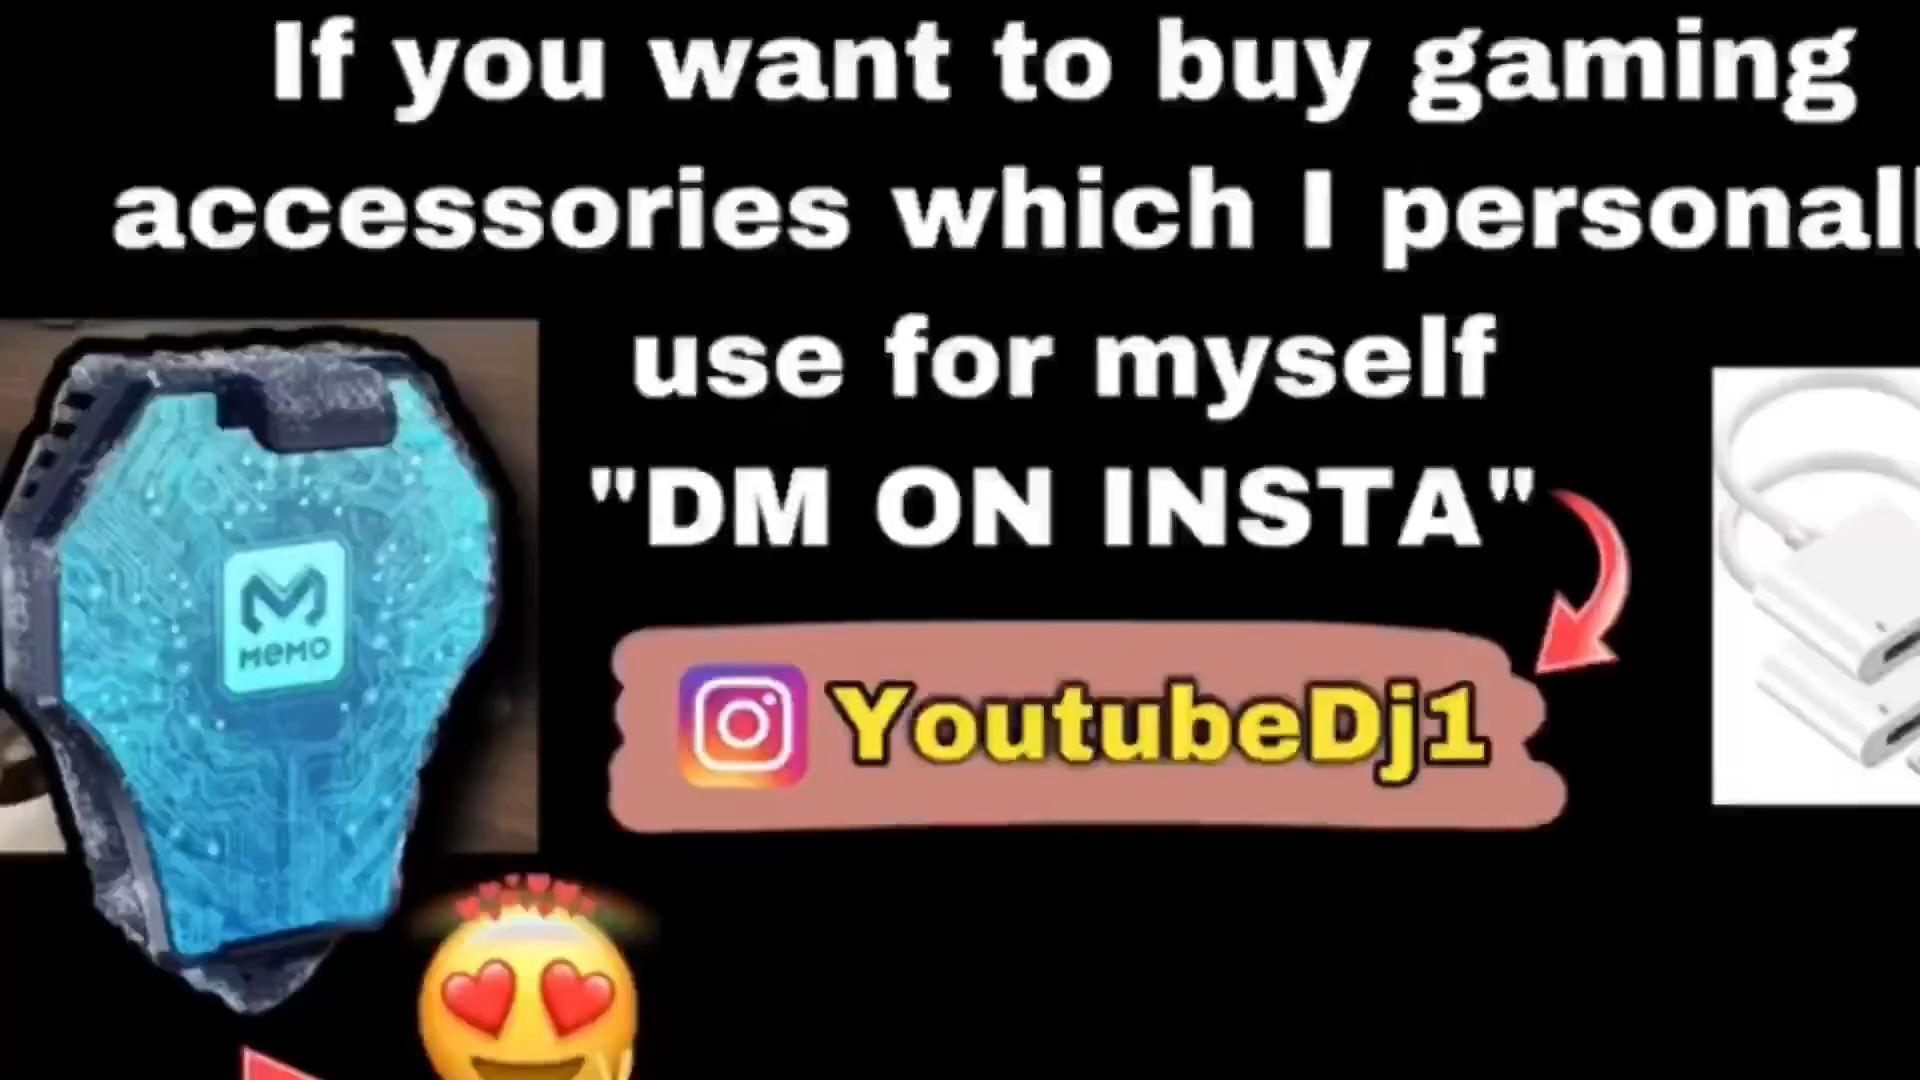 If you want to buy gaming
accessories which I personall
use for myself
"DM ON INSTA"
YoutubeDj1
MEMO